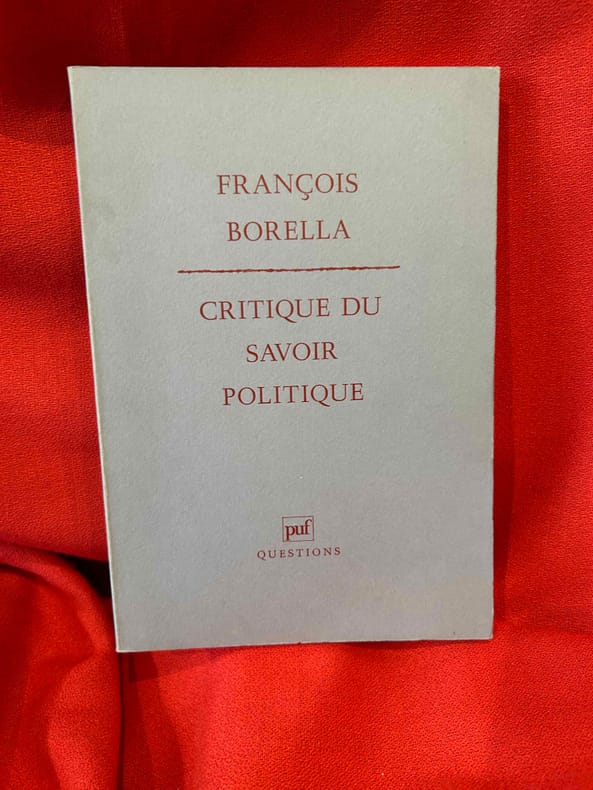 FRANÇOIS
BORELLA
CRITIQUE DU
SAVOIR
POLITIQUE
puf
QUESTIONS